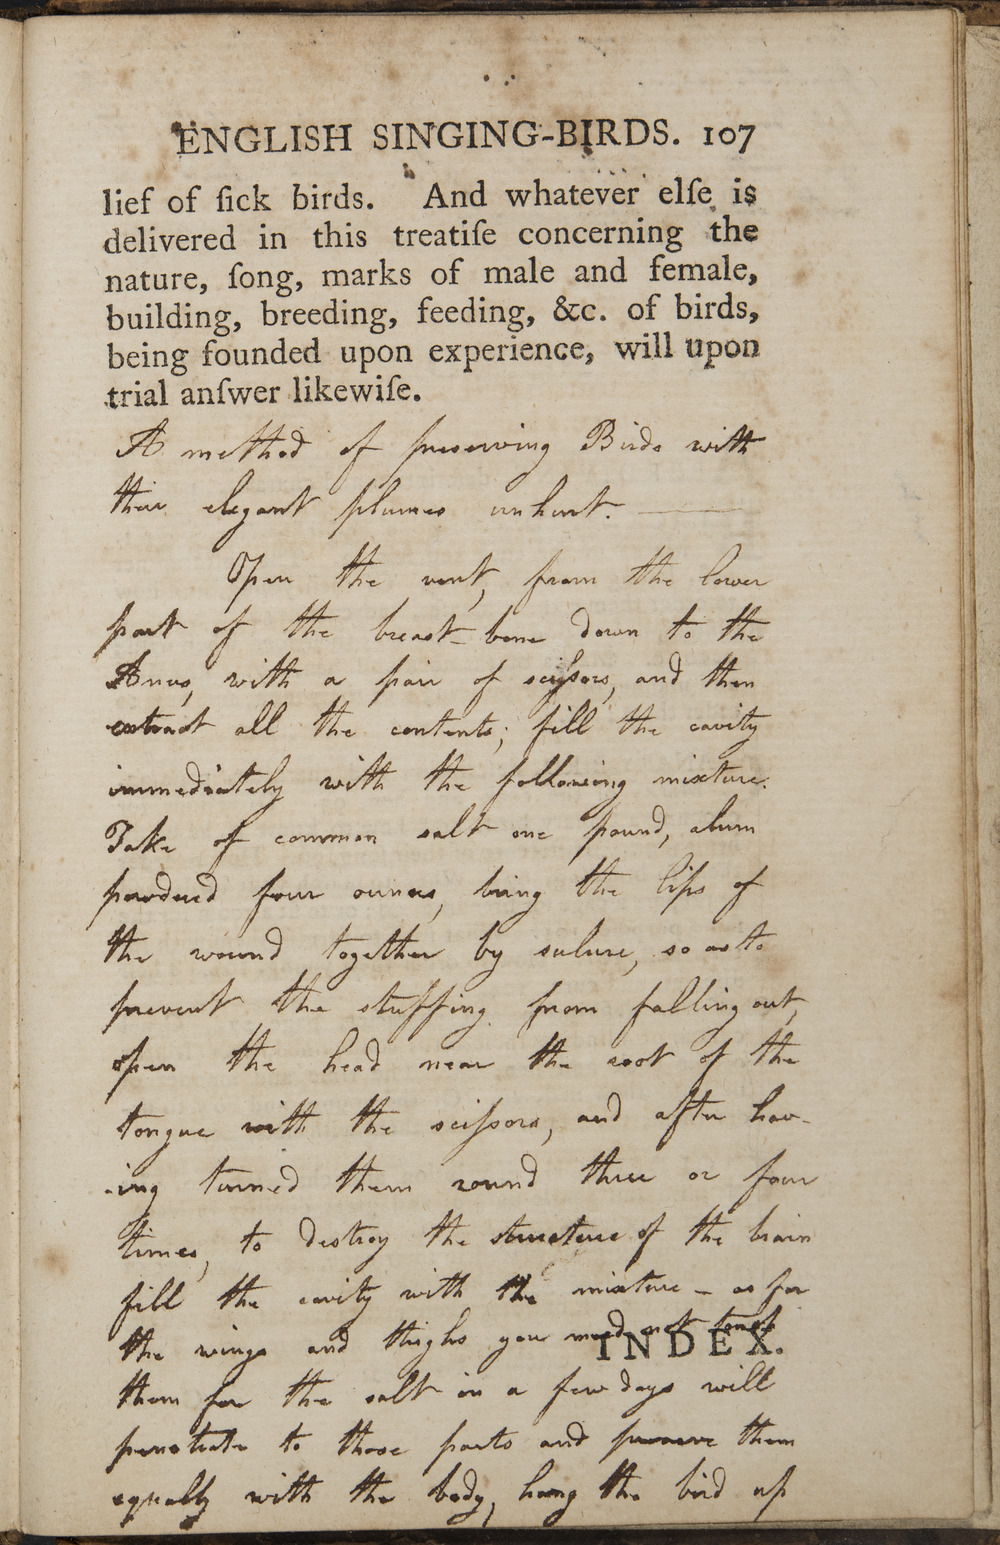 ENGLISH SINGING-BIRDS. 107
lief of ſick birds. And whatever elſe is
delivered in this treatiſe concerning the
nature, ſong, marks of male and female,
building, breeding, feeding, &c. of birds,
being founded upon experience, will upon
trial anſwer likewiſe.
A method of preserving Birds with
their elegant plumes unhurt.
Open the vent, from the lower
part of the breast-bone down to the
Anus, with a pair of sciſsors, and then
extract all the contents; fill the cavity
immediately with the following mixture.
Take of common salt one pound, alum
powdered four ounces, bring the lips of
the wound together by suture, so as to
prevent the stuffing from falling out,
open the head near the root of the
tongue with the sciſsors, and after hav-
-ing turned them round three or four
times, to destroy the structure of the brain
fill the cavity with the mixture - as for
the wings and thighs you need not touch
INDEX.
them for the salt in a few days will
penetrate to those parts and preserve them
equally with the body, hang the bird up